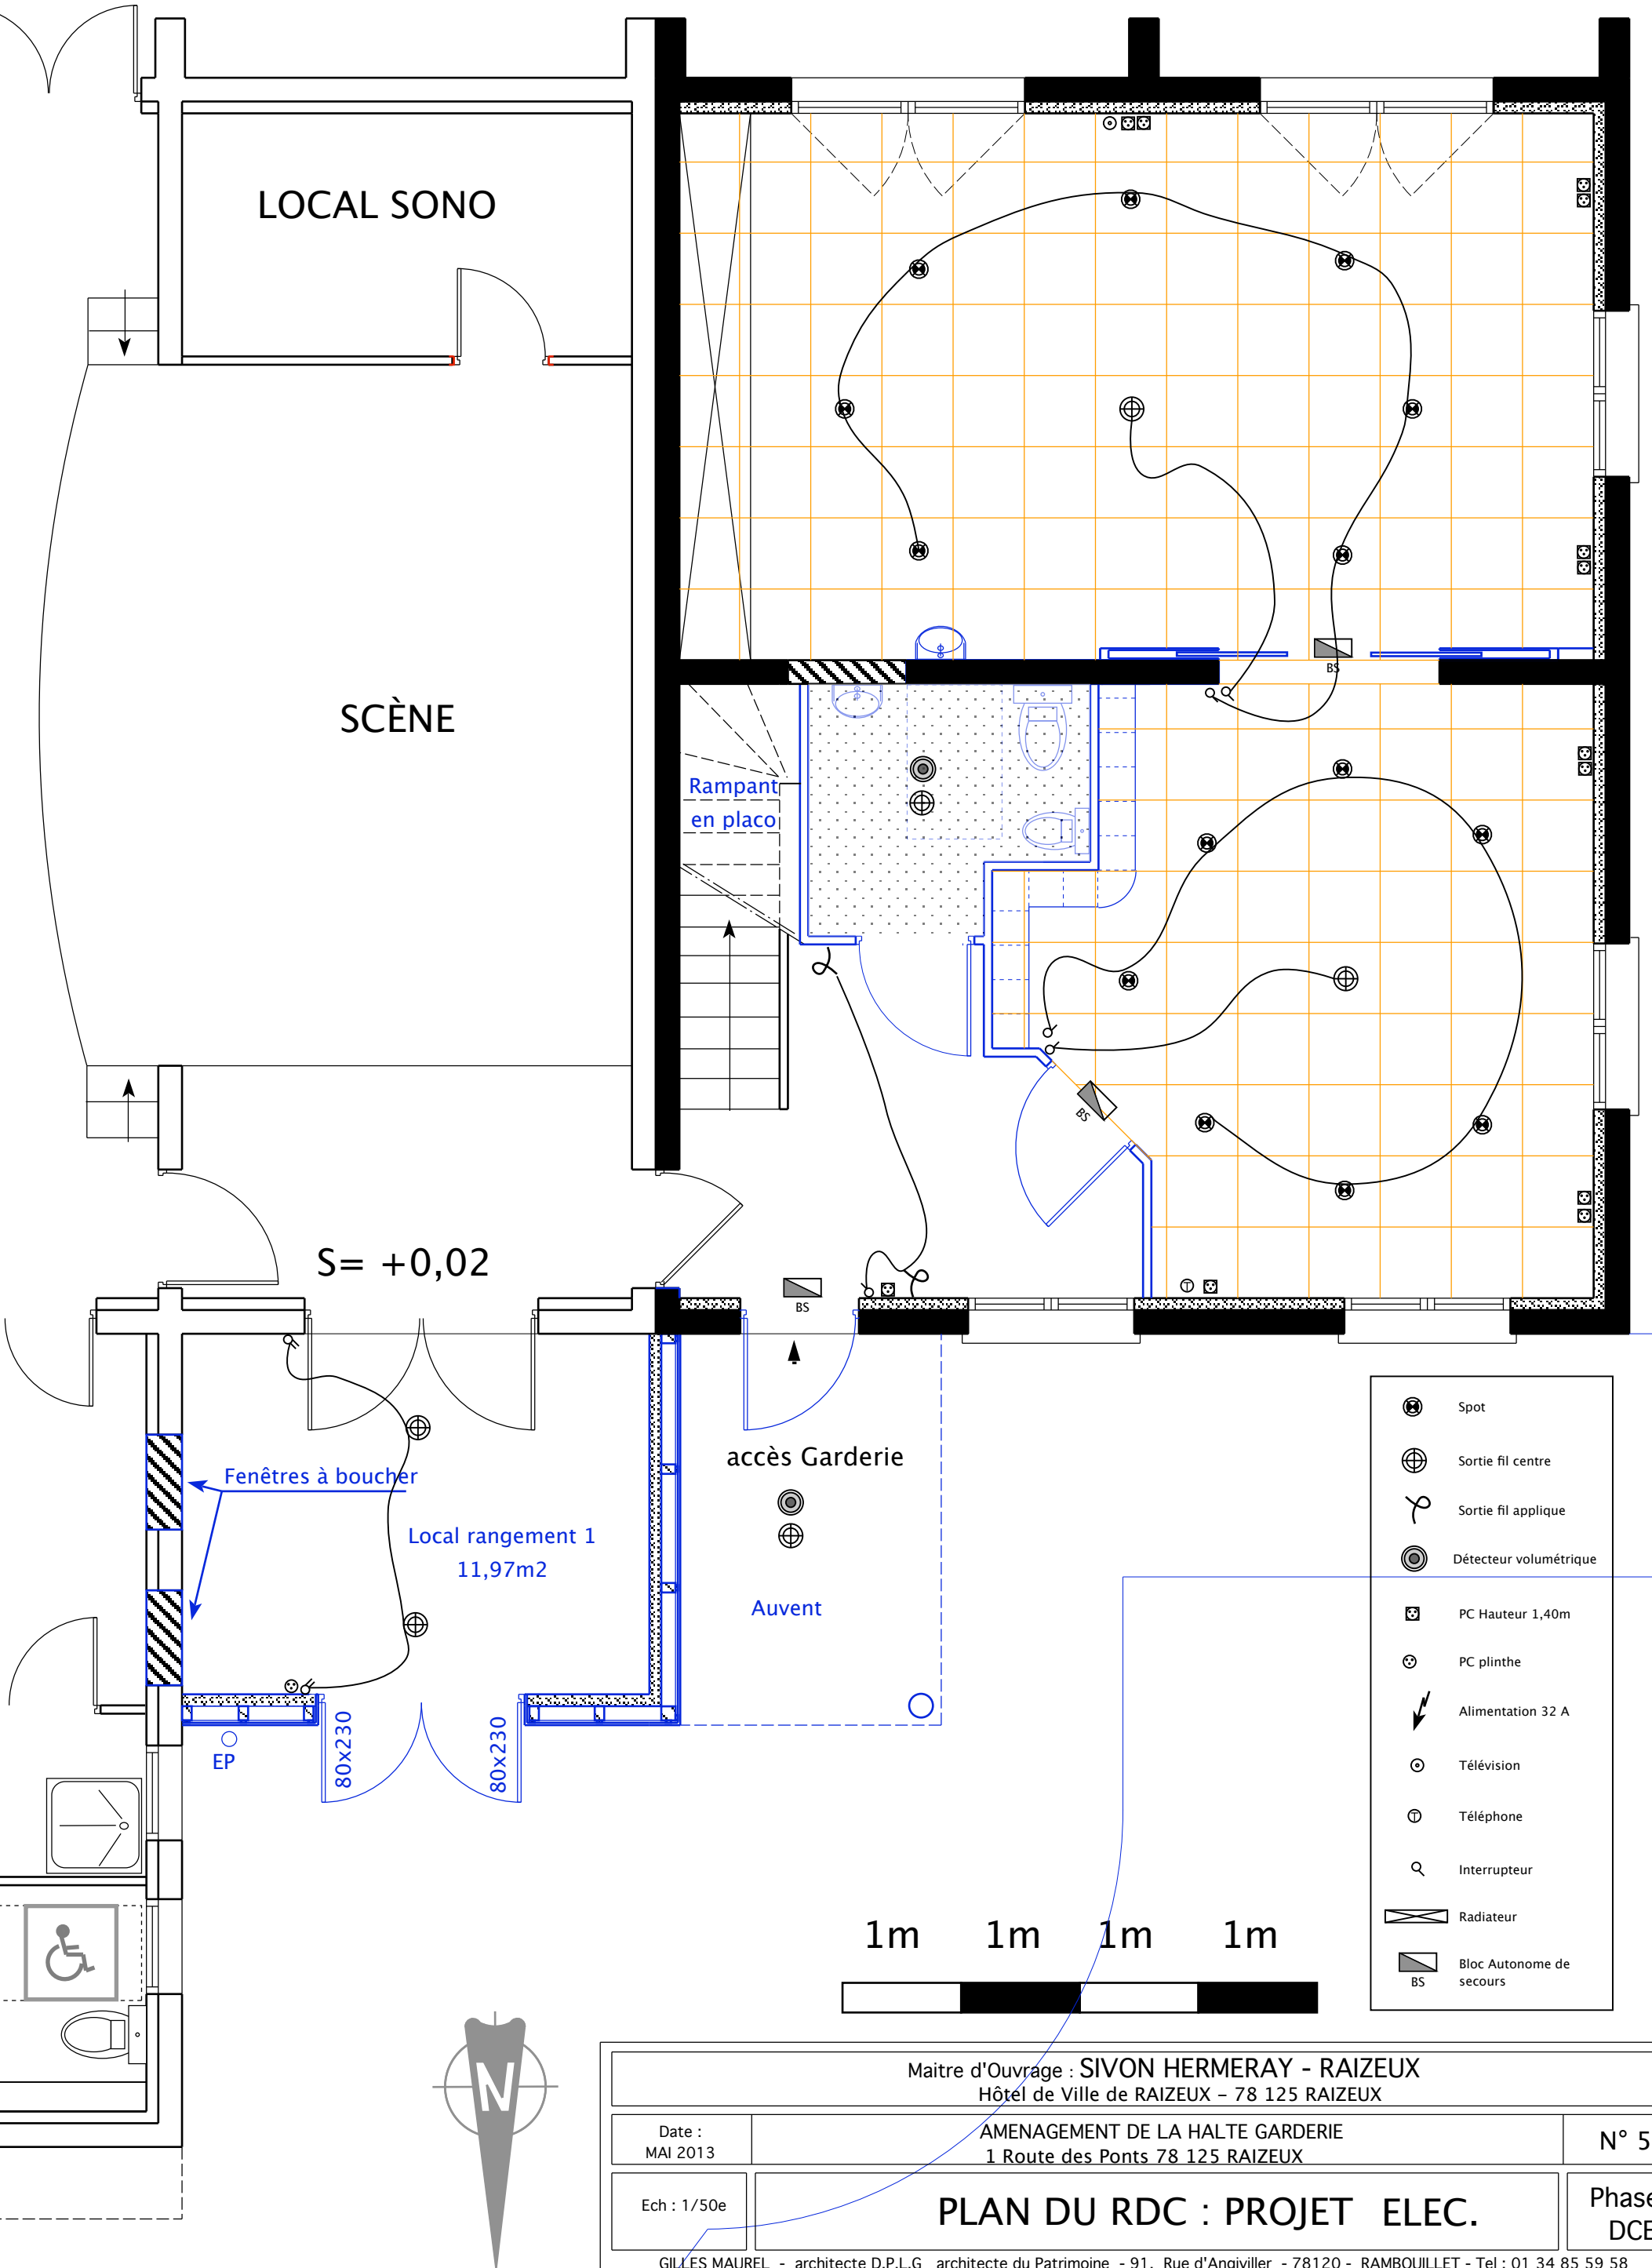 LOCAL SONO
SCÈNE
Rampant
en placo
BS
BS
BS
S= +0,02
accès Garderie
Fenêtres à boucher
Local rangement 1
11,97m2
Auvent
EP
80x230
80x230
Spot
Sortie fil centre
Sortie fil applique
Détecteur volumétrique
PC Hauteur 1,40m
PC plinthe
Alimentation 32 A
Télévision
T Téléphone
Interrupteur
Radiateur
Bloc Autonome de
BS secours
T
1m 1m 1m 1m
N
Maitre d'Ouvrage : SIVON HERMERAY - RAIZEUX
Hôtel de Ville de RAIZEUX – 78 125 RAIZEUX
Date :
MAI 2013
AMENAGEMENT DE LA HALTE GARDERIE
1 Route des Ponts 78 125 RAIZEUX
N° 5
Ech : 1/50e
PLAN DU RDC : PROJET ELEC.
Phase
DCE
GILLES MAUREL - architecte D.P.L.G architecte du Patrimoine - 91, Rue d'Angiviller - 78120 - RAMBOUILLET - Tel : 01 34 85 59 58